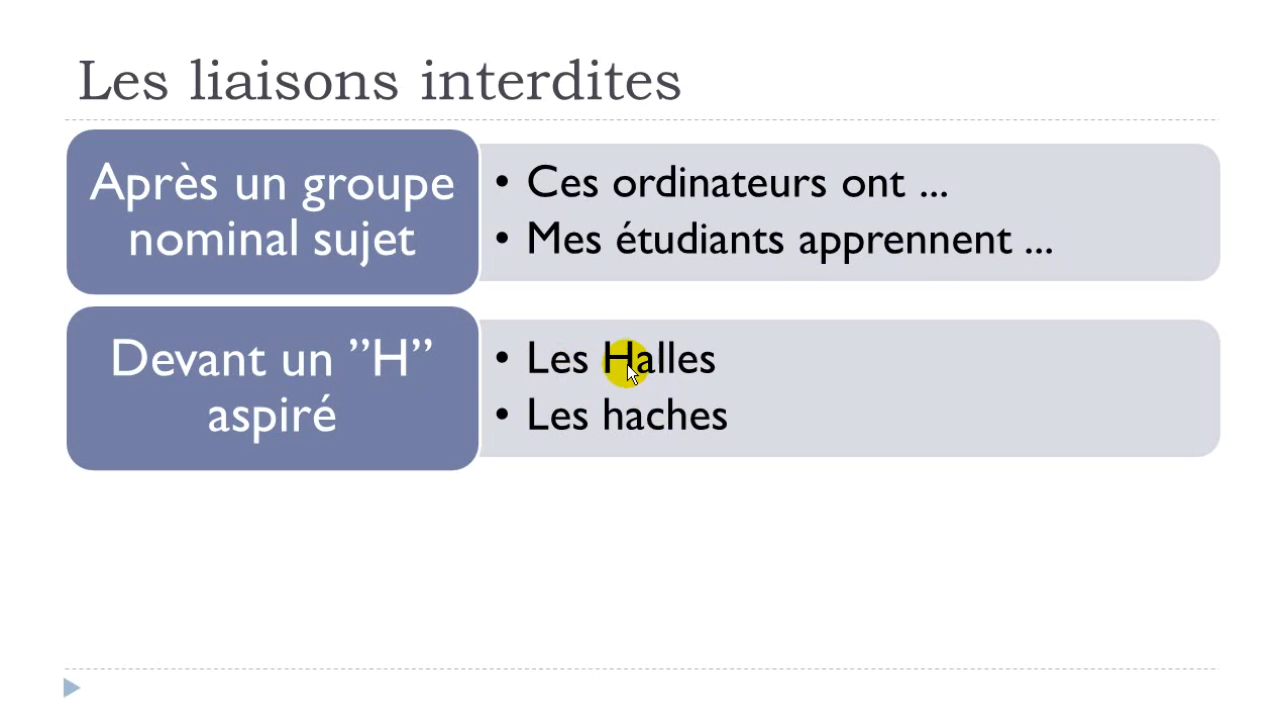 Les liaisons interdites
Après un groupe
nominal sujet
• Ces ordinateurs ont ...
• Mes étudiants apprennent ...
Devant un ”H”
aspiré
• Les Halles
• Les haches